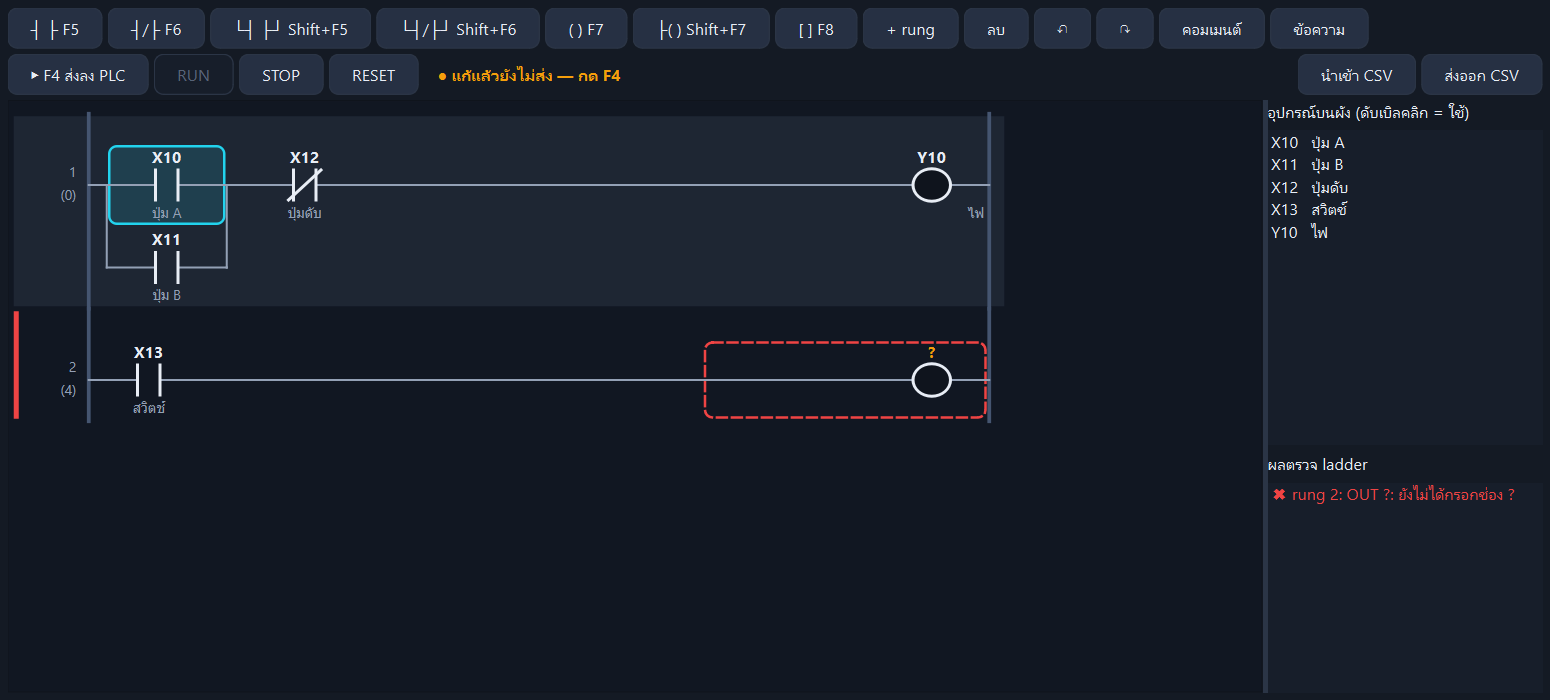 ┤ ├ F5
┤/├ F6
└┤ ├┘ Shift+F5
└┤/├┘ Shift+F6
( ) F7
├( ) Shift+F7
[ ] F8
+ rung
ลบ
↶
↷
คอมเมนต์
ข้อความ
▶ F4 ส่งลง PLC
RUN
STOP
RESET
● แก้แล้วยังไม่ส่ง — กด F4
นำเข้า CSV
ส่งออก CSV
1
(0)
X10
ปุ่ม A
X12
ปุ่มดับ
Y10
ไฟ
X11
ปุ่ม B
2
(4)
X13
สวิตช์
?
อุปกรณ์บนผัง (ดับเบิลคลิก = ใช้)
X10 ปุ่ม A
X11 ปุ่ม B
X12 ปุ่มดับ
X13 สวิตช์
Y10 ไฟ
ผลตรวจ ladder
✖ rung 2: OUT ?: ยังไม่ได้กรอกช่อง ?